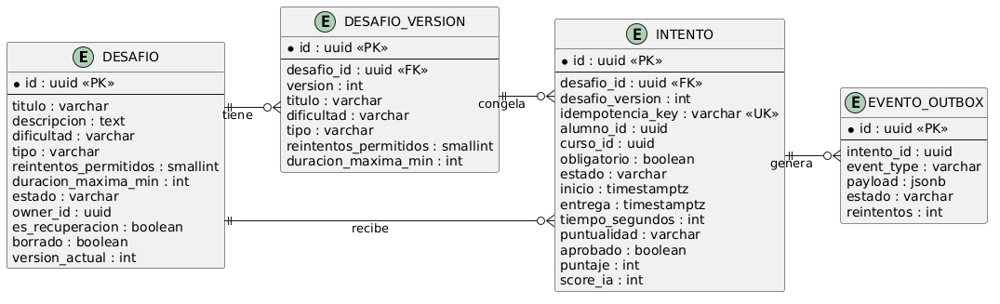 E DESAFIO
id : uuid «PK»
titulo : varchar
descripcion : text
dificultad : varchar
tipo : varchar
reintentos_permitidos : smallint
duracion_maxima_min : int
estado : varchar
owner_id : uuid
es_recuperacion : boolean
borrado : boolean
version_actual : int
tiene
E DESAFIO_VERSION
id : uuid «PK»
desafio_id : uuid «FK»
version : int
titulo : varchar
dificultad : varchar
tipo : varchar
reintentos_permitidos : smallint
duracion_maxima_min : int
congela
recibe
E INTENTO
id : uuid «PK»
desafio_id : uuid «FK»
desafio_version : int
idempotencia_key : varchar «UK»
alumno_id : uuid
curso_id : uuid
obligatorio : boolean
estado : varchar
inicio : timestamptz
entrega : timestamptz
tiempo_segundos : int
puntualidad : varchar
aprobado : boolean
puntaje : int
score_ia : int
genera
E EVENTO_OUTBOX
id : uuid «PK»
intento_id : uuid
event_type : varchar
payload : jsonb
estado : varchar
reintentos : int